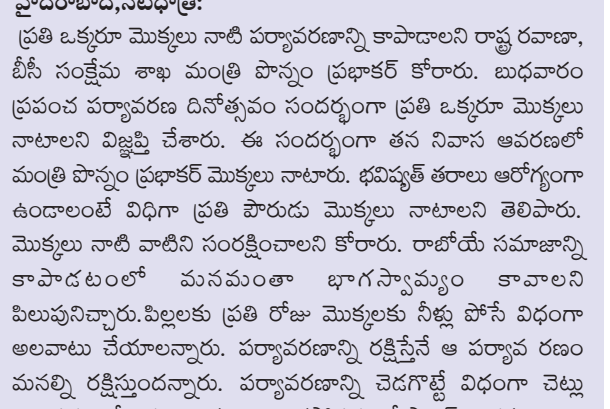 హైదరాబాద్,నేటిధాత్రి:
ప్రతి ఒక్కరూ మొక్కలు నాటి పర్యావరణాన్ని కాపాడాలని రాష్ట్ర రవాణా,
బీసీ సంక్షేమ శాఖ మంత్రి పొన్నం ప్రభాకర్ కోరారు. బుధవారం
ప్రపంచ పర్యావరణ దినోత్సవం సందర్భంగా ప్రతి ఒక్కరూ మొక్కలు
నాటాలని విజ్ఞప్తి చేశారు. ఈ సందర్భంగా తన నివాస ఆవరణలో
మంత్రి పొన్నం ప్రభాకర్ మొక్కలు నాటారు. భవిష్యత్ తరాలు ఆరోగ్యంగా
ఉండాలంటే విధిగా ప్రతి పౌరుడు మొక్కలు నాటాలని తెలిపారు.
మొక్కలు నాటి వాటిని సంరక్షించాలని కోరారు. రాబోయే సమాజాన్ని
కాపాడటంలో మనమంతా భాగస్వామ్యం కావాలని
పిలుపునిచ్చారు.పిల్లలకు ప్రతి రోజు మొక్కలకు నీళ్లు పోసే విధంగా
అలవాటు చేయాలన్నారు. పర్యావరణాన్ని రక్షిస్తేనే ఆ పర్యావ రణం
మనల్ని రక్షిస్తుందన్నారు. పర్యావరణాన్ని చెడగొట్టే విధంగా చెట్లు